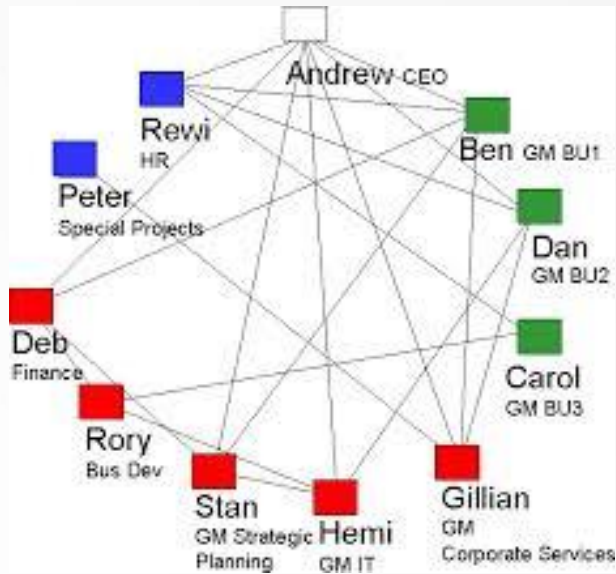 Andrew CEO
Rewi
HR
Ben GM BU1
Peter
Special Projects
Dan
GM BU2
Deb
Finance
Carol
GM BU3
Rory
Bus Dev
Stan
GM Strategic
Planning
Hemi
GM IT
Gillian
GM
Corporate Services